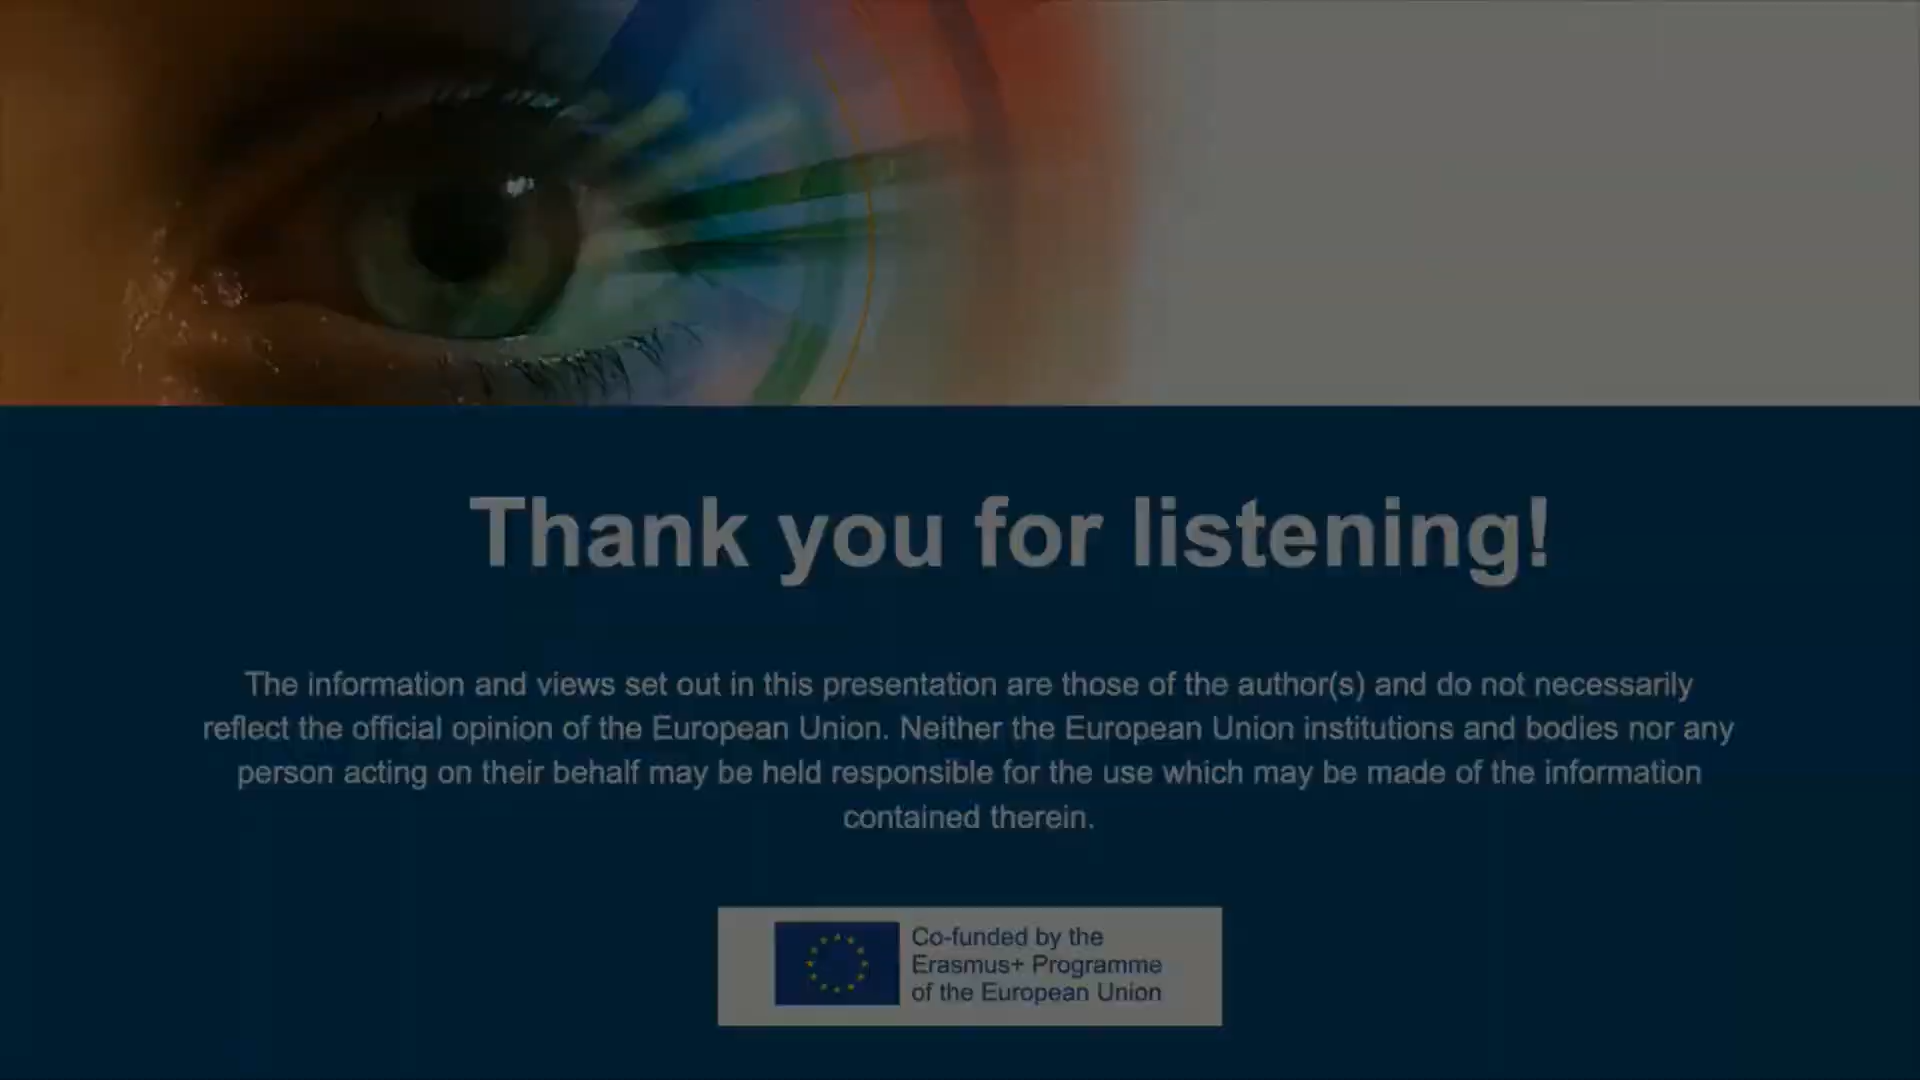 Thank you for listening!
The information and views set out in this presentation are those of the author(s) and do not necessarily
reflect the official opinion of the European Union. Neither the European Union institutions and bodies nor any
person acting on their behalf may be held responsible for the use which may be made of the information
contained therein.
Co-funded by the
Erasmus+ Programme
of the European Union